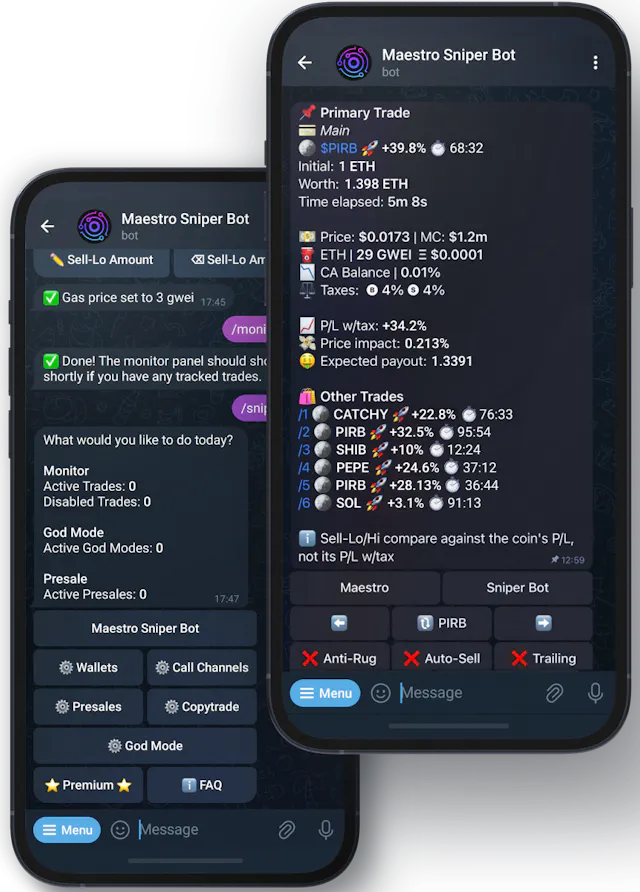 Maestro Sniper Bot
bot
Primary Trade
Main
$PIRB +39.8% 68:32
Initial: 1 ETH
Worth: 1.398 ETH
Time elapsed: 5m 8s
Price: $0.0173 | MC: $1.2m
ETH | 29 GWEI Ξ $0.0001
CA Balance | 0.01%
Taxes: B 4% S 4%
P/L w/tax: +34.2%
Price impact: 0.213%
Expected payout: 1.3391
Other Trades
/1 CATCHY +22.8% 76:33
/2 PIRB +32.5% 95:54
/3 SHIB +10% 12:24
/4 PEPE +24.6% 37:12
/5 PIRB +28.13% 36:44
/6 SOL +3.1% 91:13
Sell-Lo/Hi compare against the coin's P/L,
not its P/L w/tax
12:59
Maestro Sniper Bot
PIRB
Anti-Rug Auto-Sell Trailing
Menu Message
Maestro Sniper Bot
bot
Sell-Lo Amount Sell-Lo Am
Gas price set to 3 gwei 17:45
/moni
Done! The monitor panel should sho
shortly if you have any tracked trades.
/snip
What would you like to do today?
Monitor
Active Trades: 0
Disabled Trades: 0
God Mode
Active God Modes: 0
Presale
Active Presales: 0
17:47
Maestro Sniper Bot
Wallets Call Channels
Presales Copytrade
God Mode
Premium FAQ
Menu Message